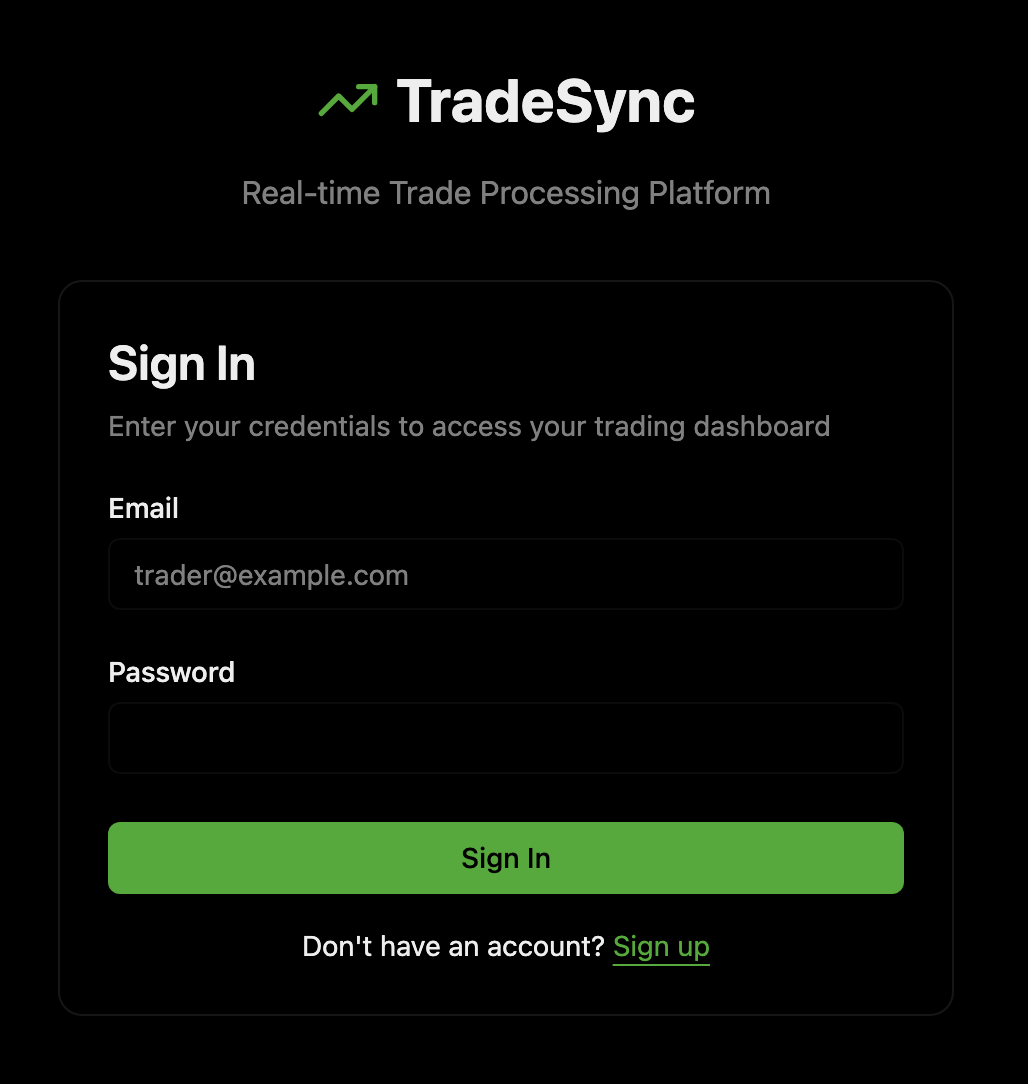 TradeSync
Real-time Trade Processing Platform
Sign In
Enter your credentials to access your trading dashboard
Email
trader@example.com
Password
Sign In
Don't have an account? Sign up